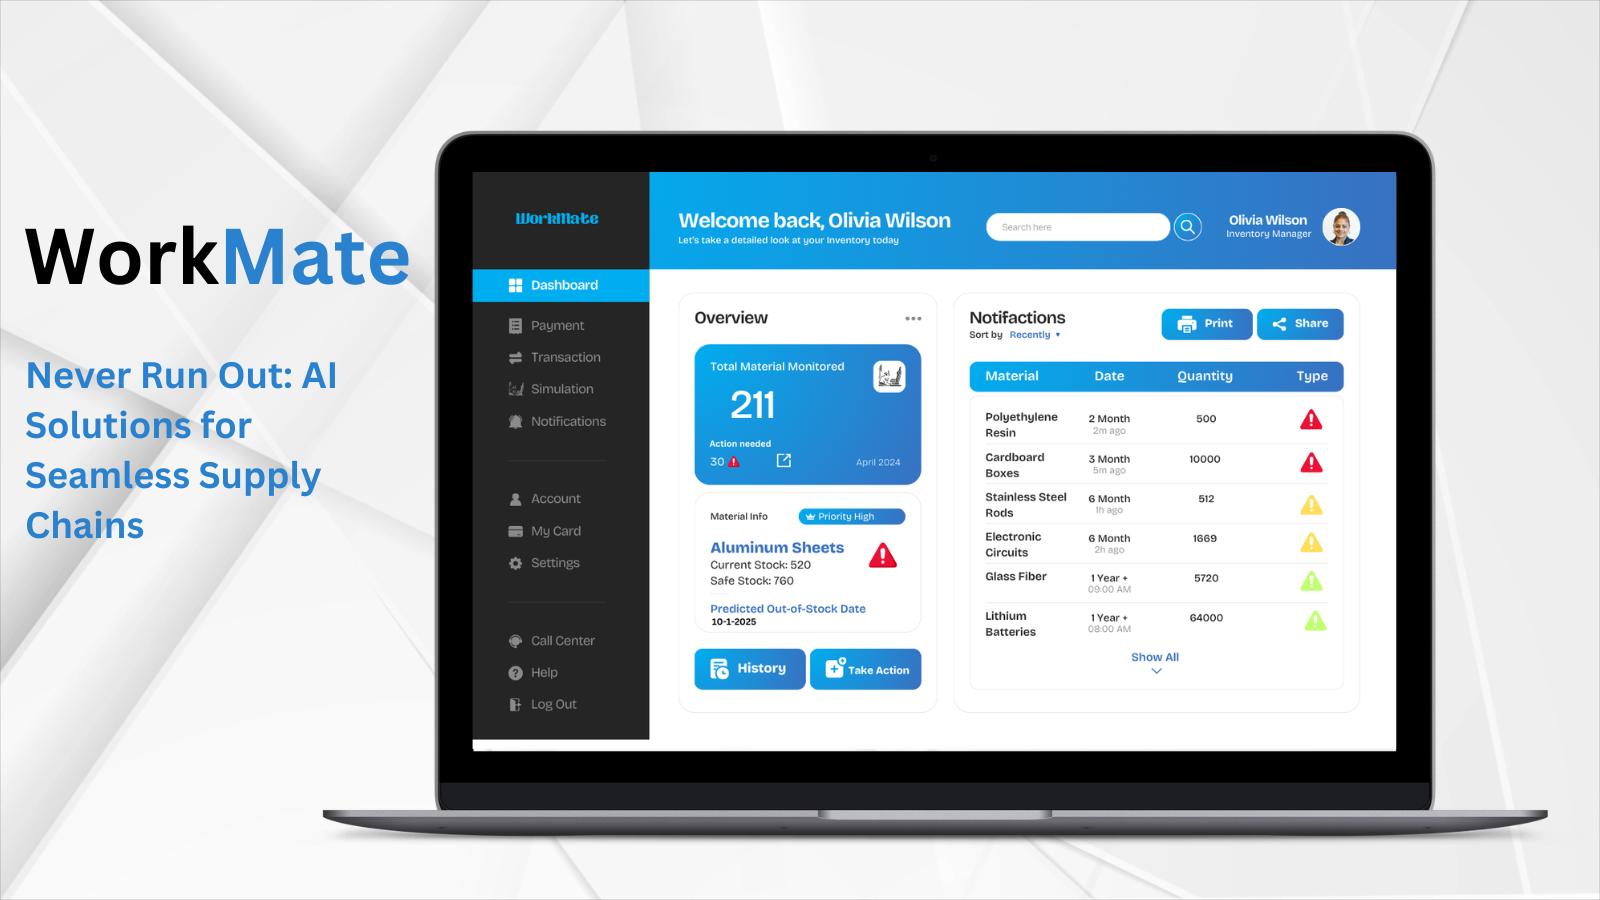 WorkMate
Never Run Out: AI
Solutions for
Seamless Supply
Chains
WorkMate
Dashboard
Payment
Transaction
Simulation
Notifications
Account
My Card
Settings
Call Center
Help
Log Out
Welcome back, Olivia Wilson
Let's take a detailed look at your Inventory today
Search here
Olivia Wilson
Inventory Manager
Overview
Total Material Monitored
211
Action needed
30
April 2024
Material Info
Priority High
Aluminum Sheets
Current Stock: 520
Safe Stock: 760
Predicted Out-of-Stock Date
10-1-2025
History
Take Action
Notifactions
Sort by Recently
Print
Share
Material Date Quantity Type
Polyethylene
Resin
2 Month
2m ago
500
Cardboard
Boxes
3 Month
5m ago
10000
Stainless Steel
Rods
6 Month
1h ago
512
Electronic
Circuits
6 Month
2h ago
1669
Glass Fiber
1 Year +
09:00 AM
5720
Lithium
Batteries
1 Year +
08:00 AM
64000
Show All